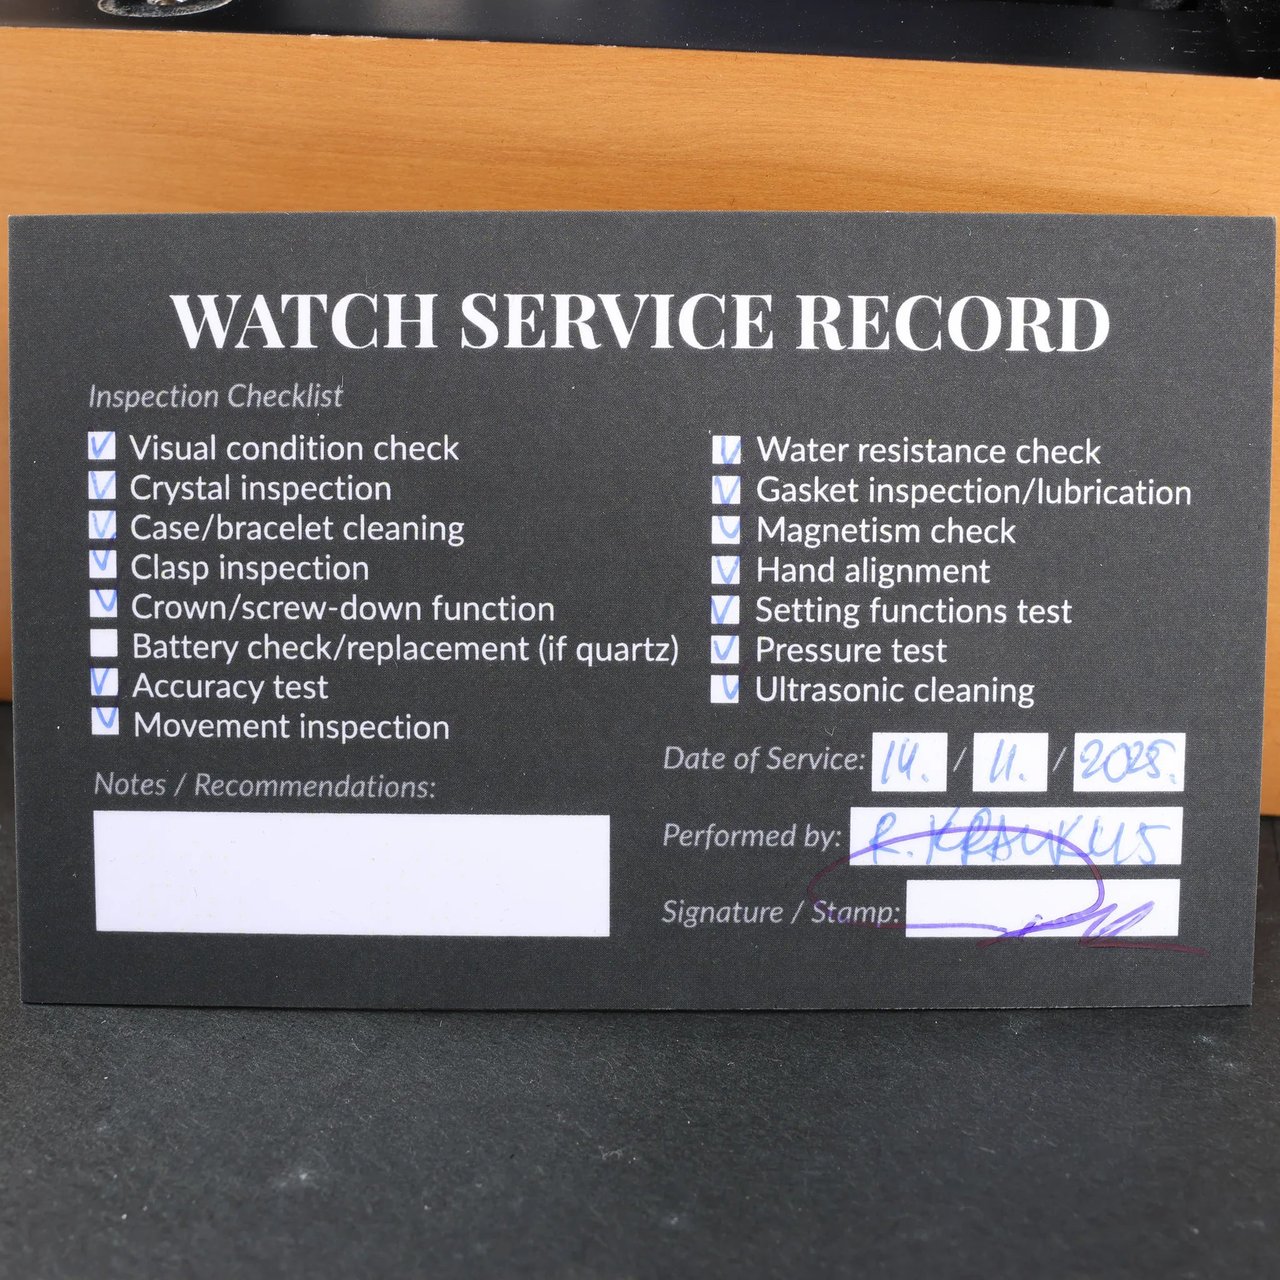 WATCH SERVICE RECORD
Inspection Checklist
Visual condition check
Crystal inspection
Case/bracelet cleaning
Clasp inspection
Crown/screw-down function
Battery check/replacement (if quartz)
Accuracy test
Movement inspection
Water resistance check
Gasket inspection/lubrication
Magnetism check
Hand alignment
Setting functions test
Pressure test
Ultrasonic cleaning
Notes / Recommendations:
Date of Service: 14. / 11. / 2025.
Performed by: R.
Signature / Stamp: